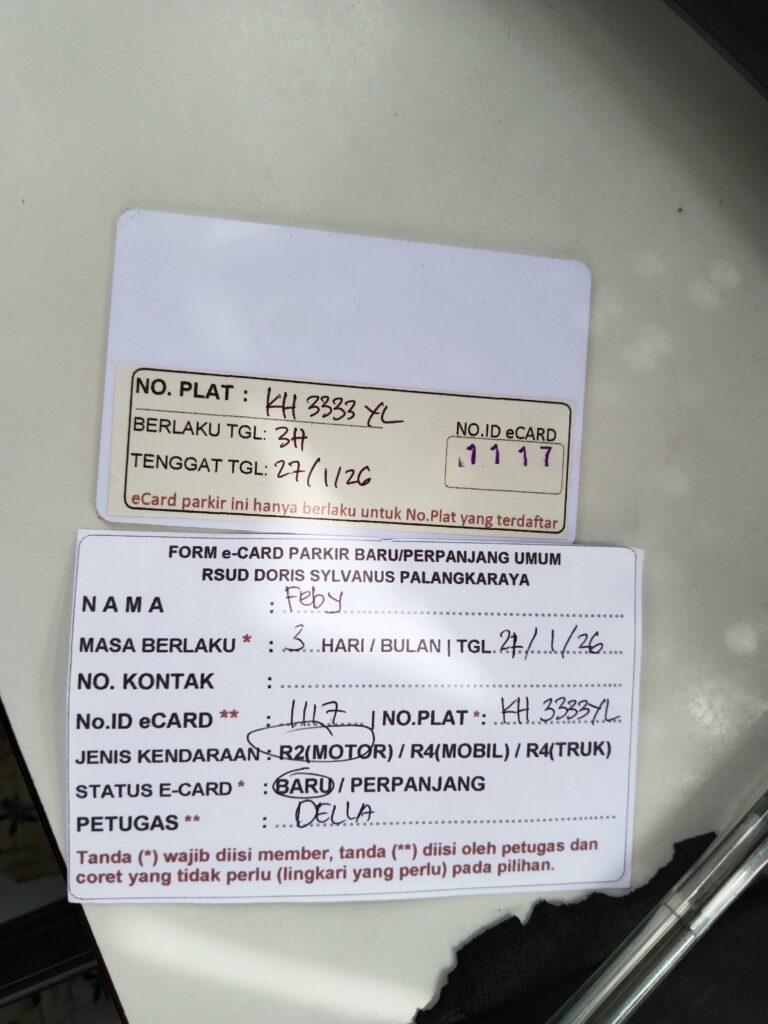 NO. PLAT : KH 3333 YL
BERLAKU TGL: 3H
NO.ID eCARD
TENGGAT TGL: 27/1/26
1117
eCard parkir ini hanya berlaku untuk No.Plat yang terdaftar
FORM e-CARD PARKIR BARU/PERPANJANG UMUM
RSUD DORIS SYLVANUS PALANGKARAYA
NAMA : Feby
MASA BERLAKU * : 3 HARI / BULAN | TGL 27/1/26
NO. KONTAK :
No.ID eCARD ** : 1117 | NO.PLAT *: KH 3333YL
JENIS KENDARAAN : R2(MOTOR) / R4(MOBIL) / R4(TRUK)
STATUS E-CARD * : BARU / PERPANJANG
PETUGAS ** : DELLA
Tanda (*) wajib diisi member, tanda (**) diisi oleh petugas dan
coret yang tidak perlu (lingkari yang perlu) pada pilihan.